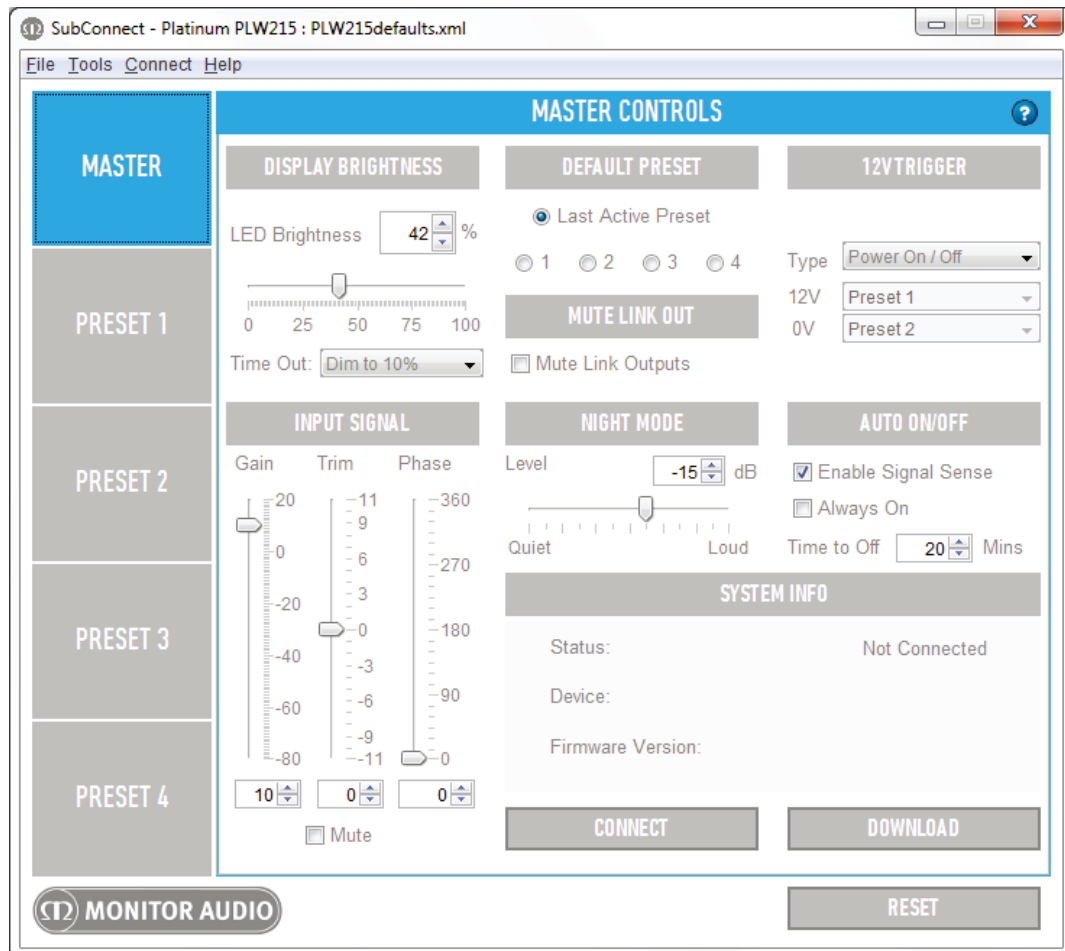 SubConnect - Platinum PLW215 : PLW215defaults.xml
File Tools Connect Help
MASTER
PRESET 1
PRESET 2
PRESET 3
PRESET 4
MASTER CONTROLS
?
DISPLAY BRIGHTNESS
LED Brightness 42 %
0 25 50 75 100
Time Out: Dim to 10%
DEFAULT PRESET
Last Active Preset
1 2 3 4
MUTE LINK OUT
Mute Link Outputs
12V TRIGGER
Type Power On / Off
12V Preset 1
0V Preset 2
INPUT SIGNAL
Gain Trim Phase
20
0
-20
-40
-60
-80
11
9
6
3
0
-3
-6
-9
-11
360
270
180
90
0
10 0 0
Mute
NIGHT MODE
Level -15 dB
Quiet Loud
AUTO ON/OFF
Enable Signal Sense
Always On
Time to Off 20 Mins
SYSTEM INFO
Status: Not Connected
Device:
Firmware Version:
CONNECT DOWNLOAD
MONITOR AUDIO
RESET